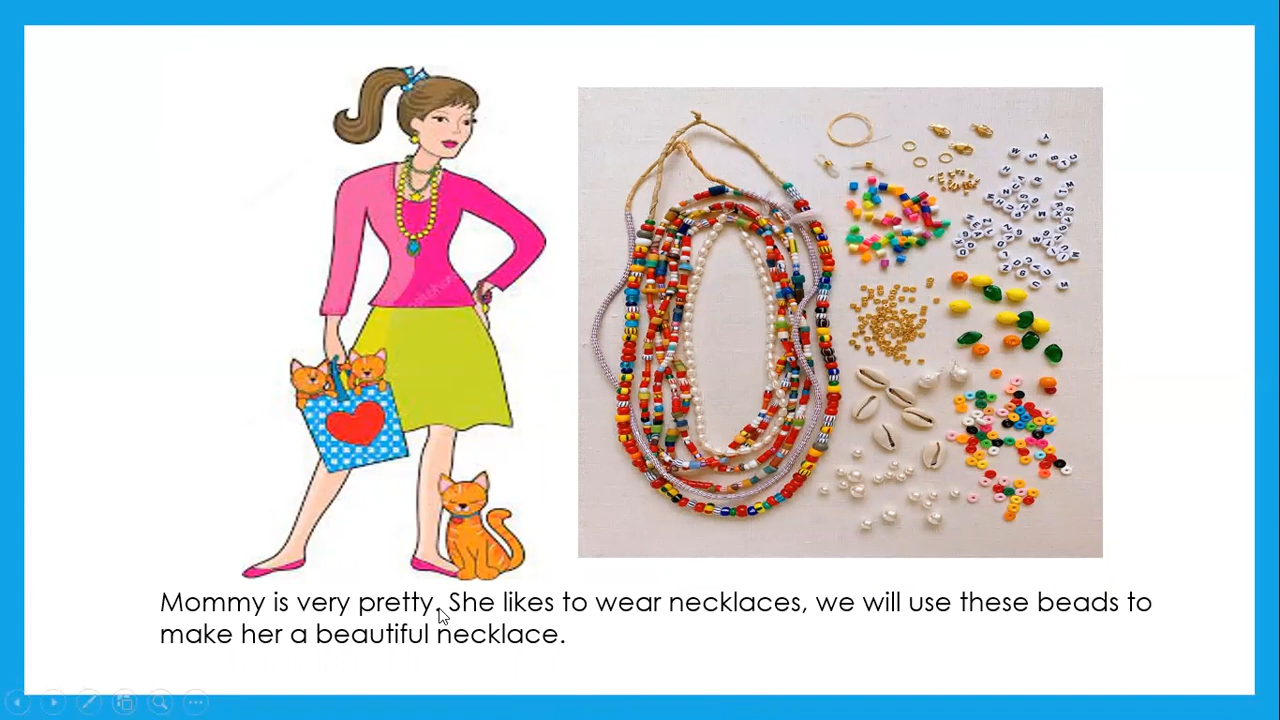 Mommy is very pretty. She likes to wear necklaces, we will use these beads to
make her a beautiful necklace.